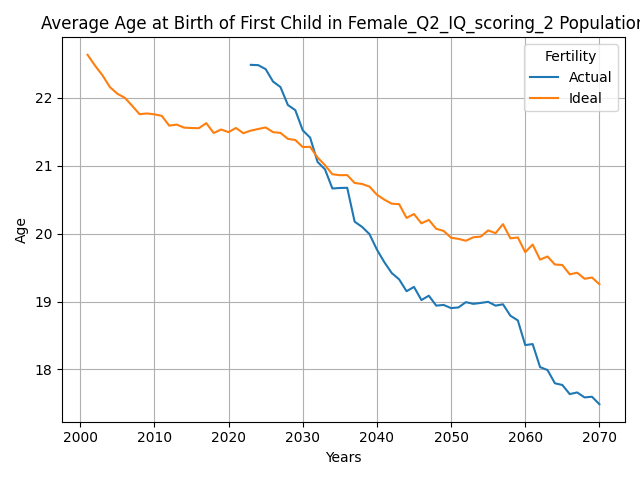 Average Age at Birth of First Child in Female_Q2_IQ_scoring_2 Population
Fertility
Actual
Ideal
22
21
20
19
18
Age
2000 2010 2020 2030 2040 2050 2060 2070
Years